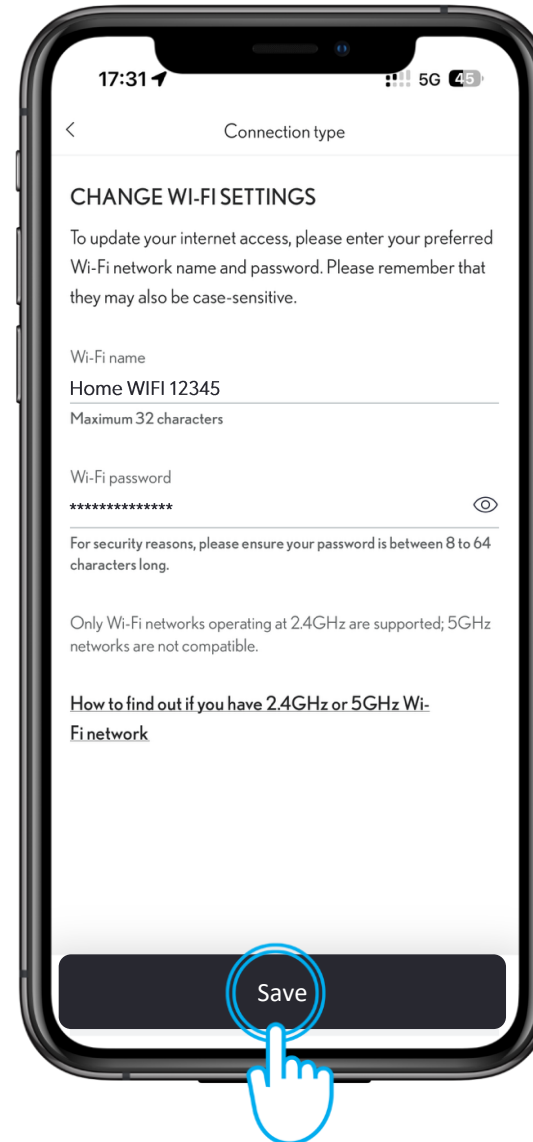 17:31
5G 45
Connection type
CHANGE WI-FI SETTINGS
To update your internet access, please enter your preferred
Wi-Fi network name and password. Please remember that
they may also be case-sensitive.
Wi-Fi name
Home WIFI 12345
Maximum 32 characters
Wi-Fi password
**************
For security reasons, please ensure your password is between 8 to 64
characters long.
Only Wi-Fi networks operating at 2.4GHz are supported; 5GHz
networks are not compatible.
How to find out if you have 2.4GHz or 5GHz Wi-
Fi network
Save